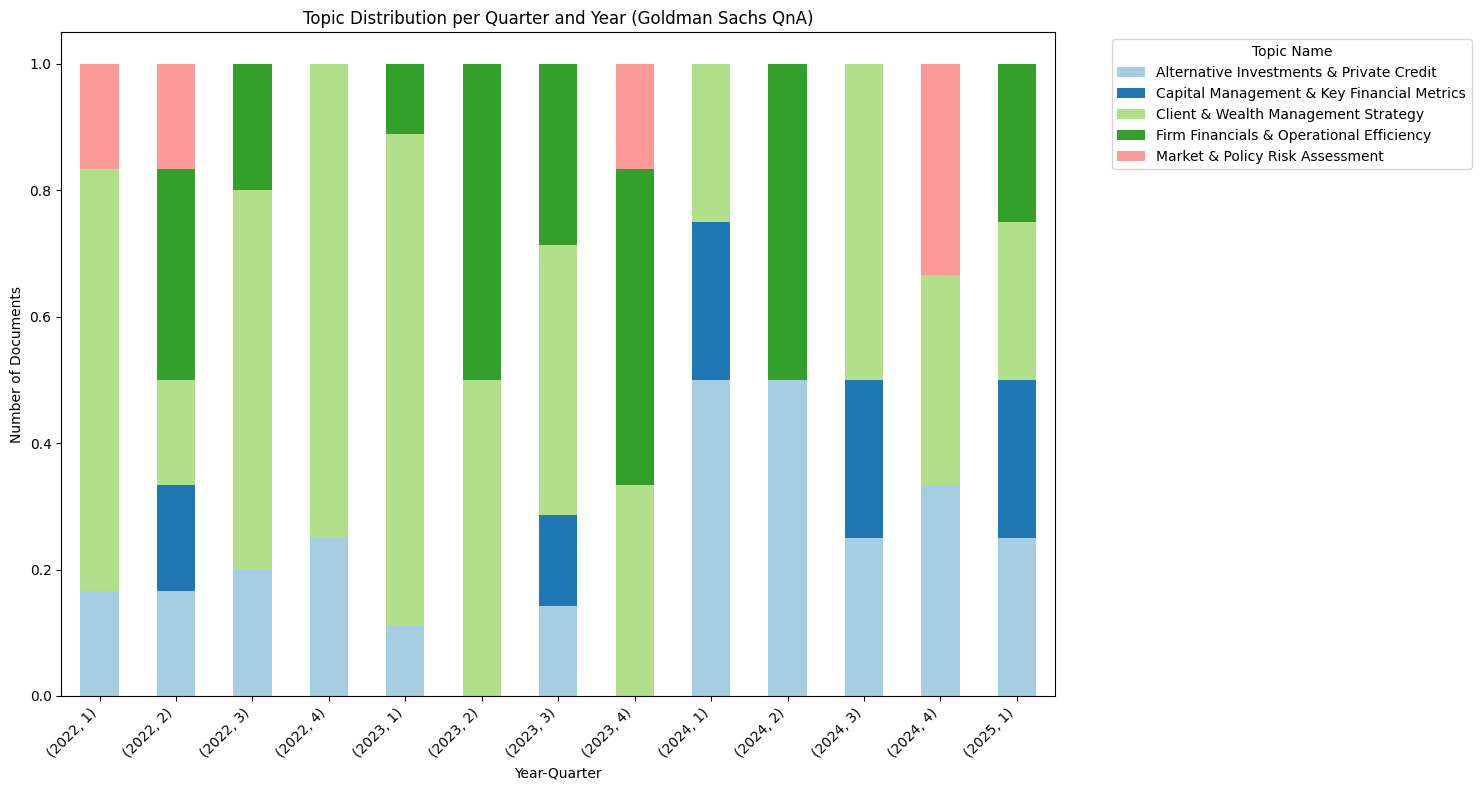 Topic Distribution per Quarter and Year (Goldman Sachs QnA)
Topic Name
Alternative Investments & Private Credit
Capital Management & Key Financial Metrics
Client & Wealth Management Strategy
Firm Financials & Operational Efficiency
Market & Policy Risk Assessment
Number of Documents
1.0
0.8
0.6
0.4
0.2
0.0
(2022, 1)
(2022, 2)
(2022, 3)
(2022, 4)
(2023, 1)
(2023, 2)
(2023, 3)
(2023, 4)
(2024, 1)
(2024, 2)
(2024, 3)
(2024, 4)
(2025, 1)
Year-Quarter